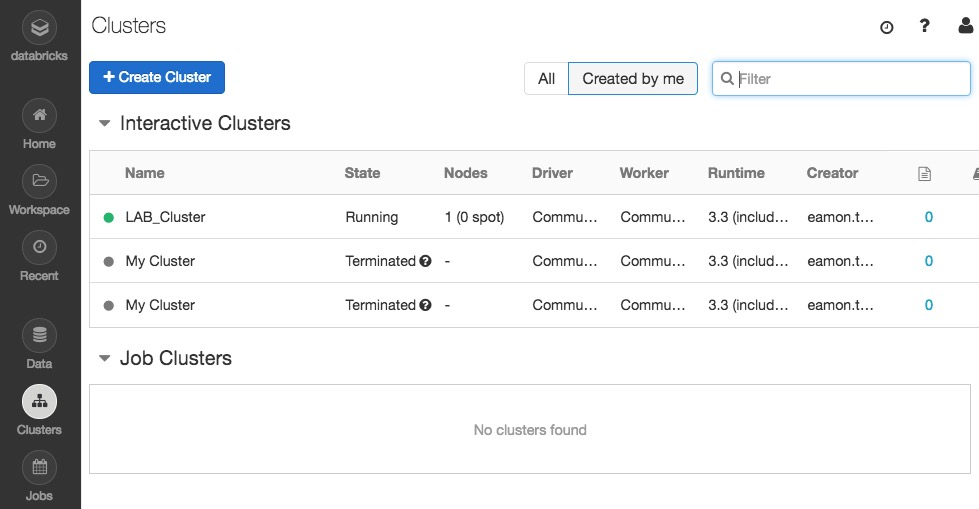 databricks
Home
Workspace
Recent
Data
Clusters
Jobs
Clusters
?
+ Create Cluster
All Created by me Filter
Interactive Clusters
Name State Nodes Driver Worker Runtime Creator
LAB_Cluster Running 1 (0 spot) Commu... Commu... 3.3 (includ... eamon.t... 0
My Cluster Terminated ? - Commu... Commu... 3.3 (includ... eamon.t... 0
My Cluster Terminated ? - Commu... Commu... 3.3 (includ... eamon.t... 0
Job Clusters
No clusters found